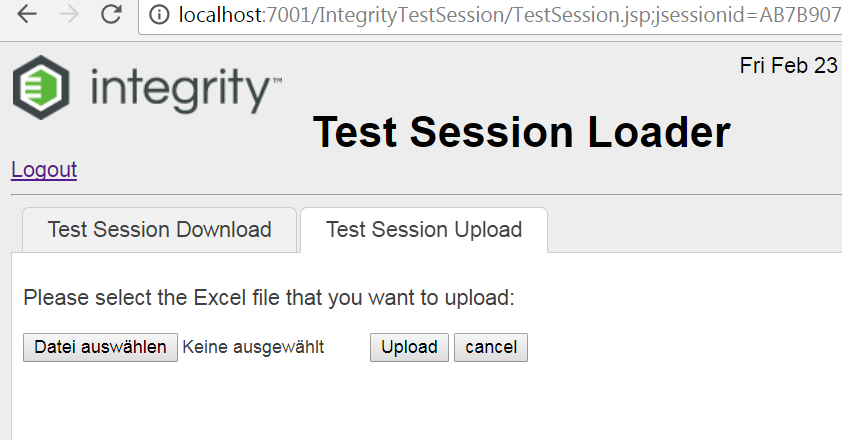 localhost:7001/IntegrityTestSession/TestSession.jsp;jsessionid=AB7B907
Fri Feb 23
integrity™
Test Session Loader
Logout
Test Session Download Test Session Upload
Please select the Excel file that you want to upload:
Datei auswählen Keine ausgewählt Upload cancel